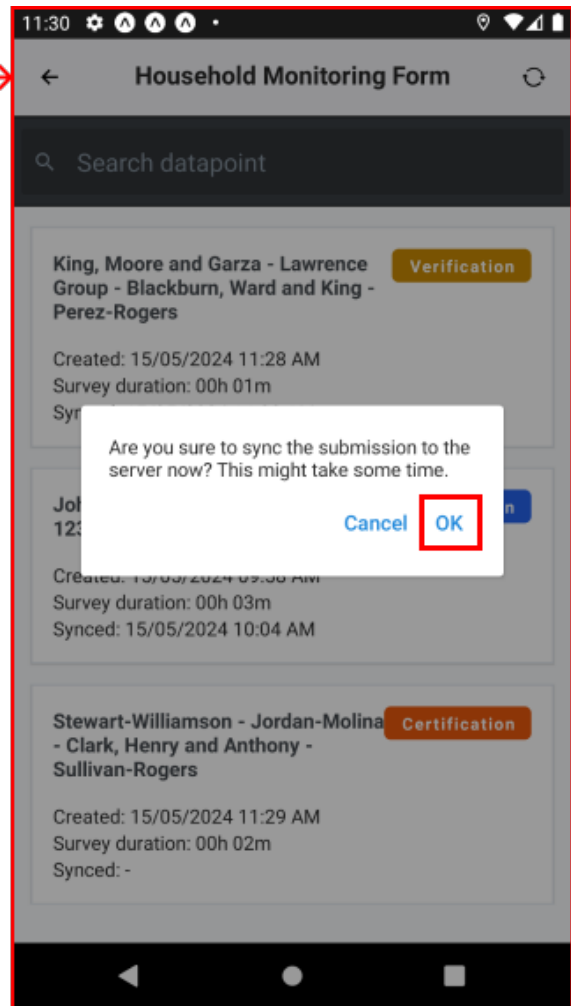 11:30
Household Monitoring Form
Search datapoint
King, Moore and Garza - Lawrence
Group - Blackburn, Ward and King -
Perez-Rogers
Verification
Created: 15/05/2024 11:28 AM
Survey duration: 00h 01m
Are you sure to sync the submission to the
server now? This might take some time.
Cancel OK
Survey duration: 00h 03m
Synced: 15/05/2024 10:04 AM
Stewart-Williamson - Jordan-Molina
- Clark, Henry and Anthony -
Sullivan-Rogers
Certification
Created: 15/05/2024 11:29 AM
Survey duration: 00h 02m
Synced: -